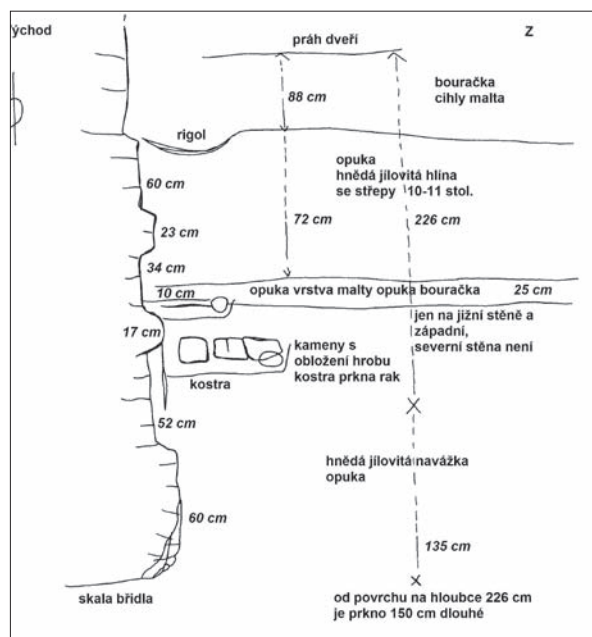 ýchod
Z
práh dveří
bouračka
cihly malta
88 cm
rigol
opuka
hnědá jílovitá hlína
se střepy 10-11 stol.
60 cm
72 cm
226 cm
23 cm
34 cm
10 cm
opuka vrstva malty opuka bouračka
25 cm
jen na jižní stěně a
západní,
severní stěna není
17 cm
kameny s
obložení hrobu
kostra prkna rak
kostra
52 cm
hnědá jílovitá navážka
opuka
60 cm
135 cm
skala břidla
od povrchu na hloubce 226 cm
je prkno 150 cm dlouhé